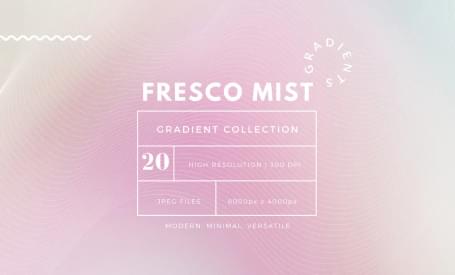 GRADIENTS
FRESCO MIST
GRADIENT COLLECTION
20 HIGH RESOLUTION | 300 DPI
JPEG FILES 6000px x 4000px
MODERN. MINIMAL. VERSATILE.